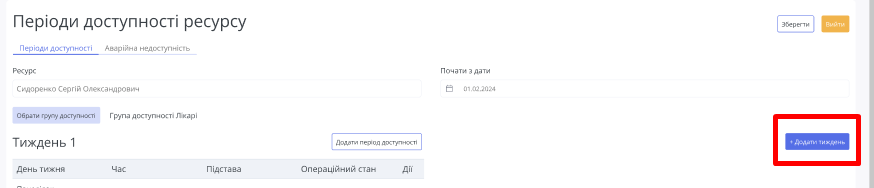 Періоди доступності ресурсу
Зберегти
Вийти
Періоди доступності
Аварійна недоступність
Ресурс
Почати з дати
Сидоренко Сергій Олександрович
01.02.2024
Обрати групу доступності
Група доступності Лікарі
Тиждень 1
Додати період доступності
+ Додати тиждень
День тижня
Час
Підстава
Операційний стан
Дії